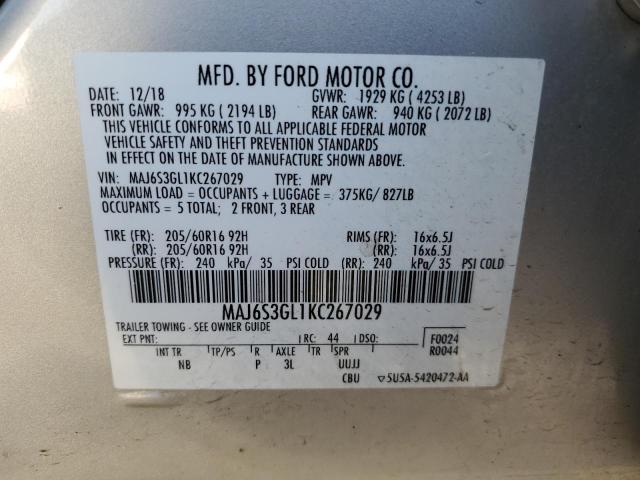 MFD. BY FORD MOTOR CO.
DATE: 12/18 GVWR: 1929 KG ( 4253 LB)
FRONT GAWR: 995 KG ( 2194 LB) REAR GAWR: 940 KG ( 2072 LB)
THIS VEHICLE CONFORMS TO ALL APPLICABLE FEDERAL MOTOR
VEHICLE SAFETY AND THEFT PREVENTION STANDARDS
IN EFFECT ON THE DATE OF MANUFACTURE SHOWN ABOVE.
VIN: MAJ6S3GL1KC267029 TYPE: MPV
MAXIMUM LOAD = OCCUPANTS + LUGGAGE = 375KG/ 827LB
OCCUPANTS = 5 TOTAL; 2 FRONT, 3 REAR
TIRE (FR): 205/60R16 92H RIMS (FR): 16x6.5J
(RR): 205/60R16 92H (RR): 16x6.5J
PRESSURE (FR): 240 kPa/ 35 PSI COLD (RR): 240 kPa/ 35 PSI COLD
MAJ6S3GL1KC267029
TRAILER TOWING - SEE OWNER GUIDE
EXT PNT: RC: 44 DSO: F0024
R0044
INT TR TP/PS R AXLE TR SPR
NB P 3L UUJJ
CBU ▽5USA-5420472-AA